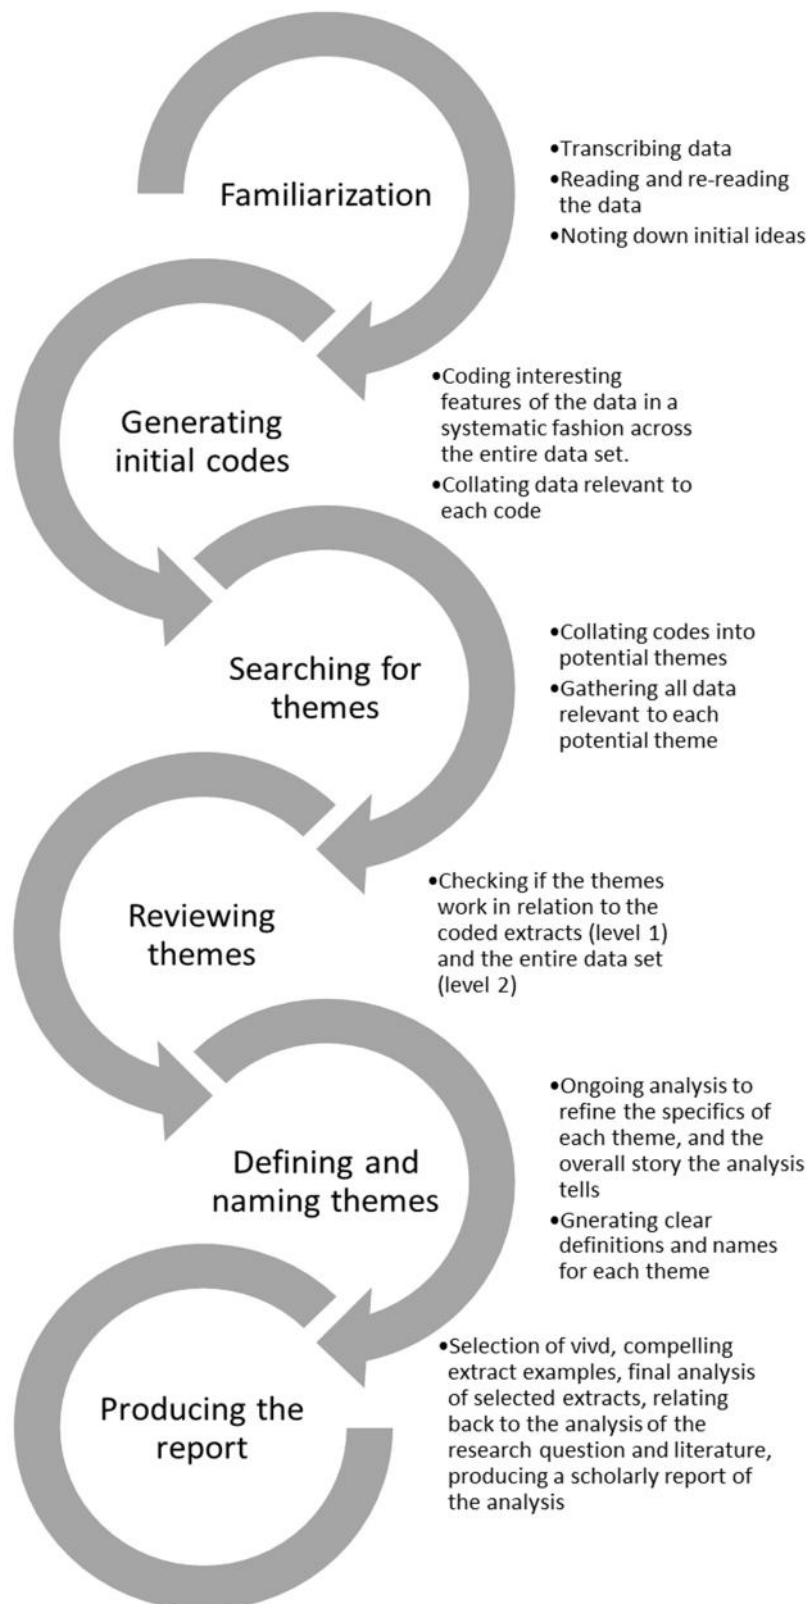 Familiarization
•Transcribing data
•Reading and re-reading
the data
•Noting down initial ideas
Generating
initial codes
•Coding interesting
features of the data in a
systematic fashion across
the entire data set.
•Collating data relevant to
each code
Searching for
themes
•Collating codes into
potential themes
•Gathering all data
relevant to each
potential theme
Reviewing
themes
•Checking if the themes
work in relation to the
coded extracts (level 1)
and the entire data set
(level 2)
Defining and
naming themes
•Ongoing analysis to
refine the specifics of
each theme, and the
overall story the analysis
tells
•Gnerating clear
definitions and names
for each theme
Producing the
report
•Selection of vivd, compelling
extract examples, final analysis
of selected extracts, relating
back to the analysis of the
research question and literature,
producing a scholarly report of
the analysis